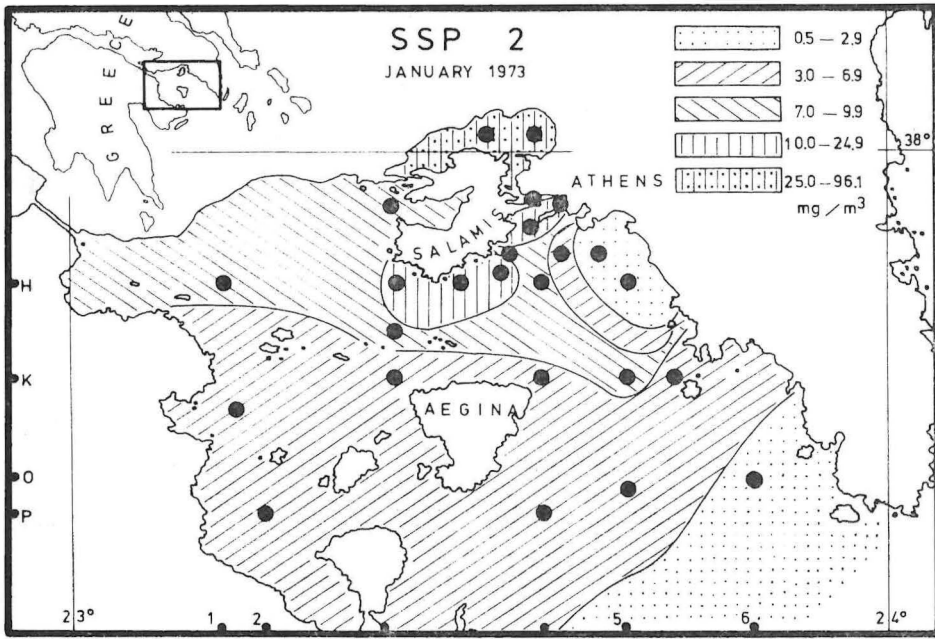 GREECE
SSP 2
JANUARY 1973
0.5 — 2.9
3.0 — 6.9
7.0 — 9.9
10.0 — 24.9
25.0 — 96.1
mg / m³
38°
ATHENS
SALAMIS
H
K
AEGINA
O
P
23°
1
2
5
6
24°